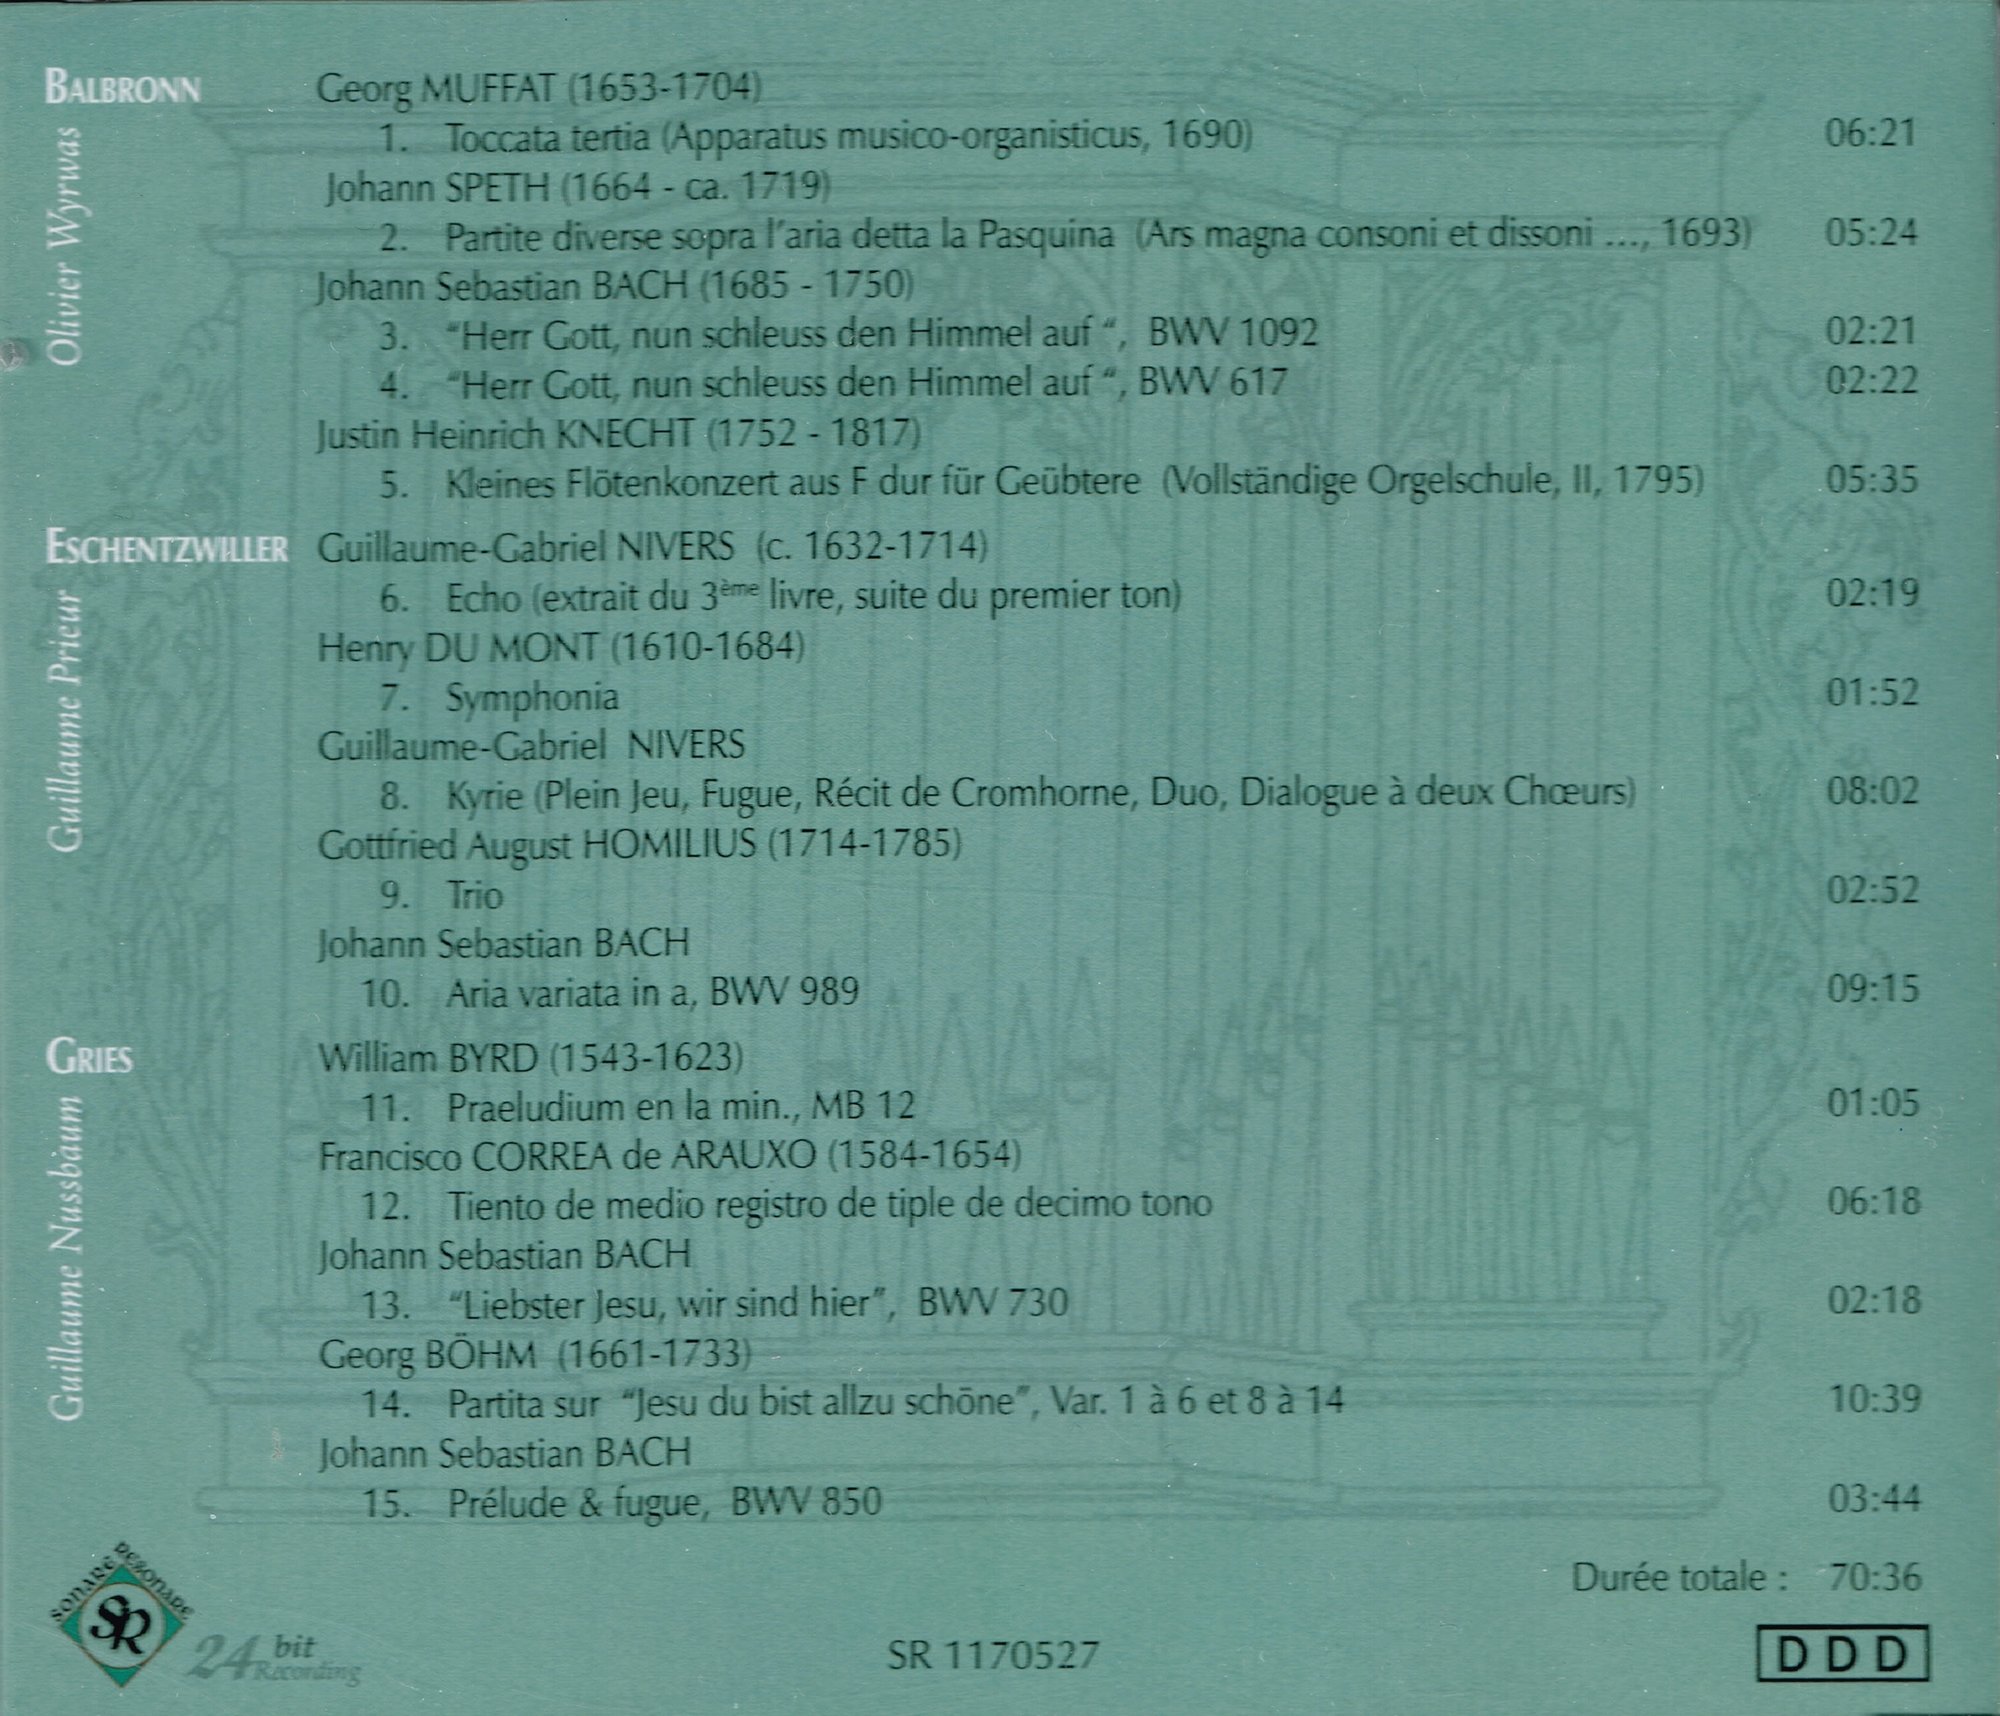 BALBRONN
Olivier Wyrwas
Georg MUFFAT (1653-1704)
1. Toccata tertia (Apparatus musico-organisticus, 1690) 06:21
Johann SPETH (1664 - ca. 1719)
2. Partite diverse sopra l'aria detta la Pasquina (Ars magna consoni et dissoni ..., 1693) 05:24
Johann Sebastian BACH (1685 - 1750)
3. “Herr Gott, nun schleuss den Himmel auf “, BWV 1092 02:21
4. “Herr Gott, nun schleuss den Himmel auf “, BWV 617 02:22
Justin Heinrich KNECHT (1752 - 1817)
5. Kleines Flötenkonzert aus F dur für Geübtere (Vollständige Orgelschule, II, 1795) 05:35
ESCHENTZWILLER
Guillaume Prieur
Guillaume-Gabriel NIVERS (c. 1632-1714)
6. Echo (extrait du 3ème livre, suite du premier ton) 02:19
Henry DU MONT (1610-1684)
7. Symphonia 01:52
Guillaume-Gabriel NIVERS
8. Kyrie (Plein Jeu, Fugue, Récit de Cromhorne, Duo, Dialogue à deux Chœurs) 08:02
Gottfried August HOMILIUS (1714-1785)
9. Trio 02:52
Johann Sebastian BACH
10. Aria variata in a, BWV 989 09:15
GRIES
Guillaume Nussbaum
William BYRD (1543-1623)
11. Praeludium en la min., MB 12 01:05
Francisco CORREA de ARAUXO (1584-1654)
12. Tiento de medio registro de tiple de decimo tono 06:18
Johann Sebastian BACH
13. “Liebster Jesu, wir sind hier”, BWV 730 02:18
Georg BÖHM (1661-1733)
14. Partita sur “Jesu du bist allzu schöne”, Var. 1 à 6 et 8 à 14 10:39
Johann Sebastian BACH
15. Prélude & fugue, BWV 850 03:44
Durée totale : 70:36
SONARE RESONARE
SR
24 bit Recording
SR 1170527
DDD